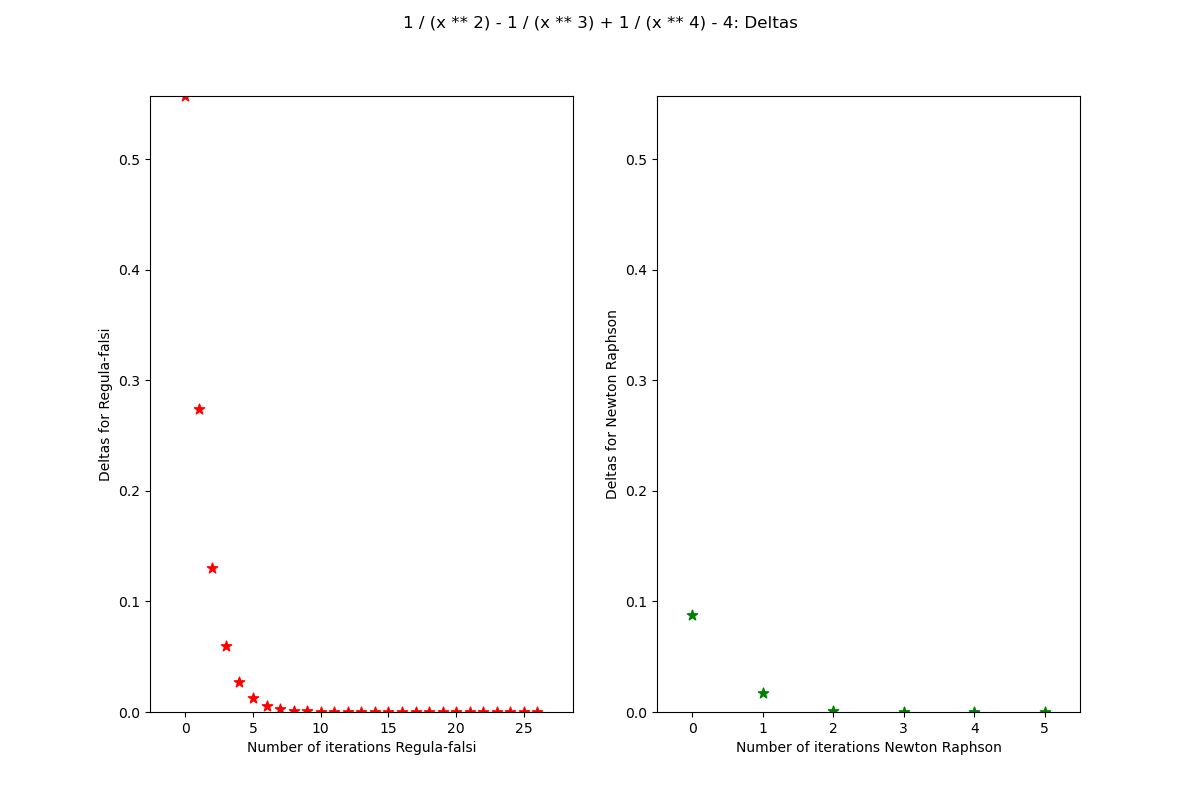 1 / (x ** 2) - 1 / (x ** 3) + 1 / (x ** 4) - 4: Deltas
Deltas for Regula-falsi
0.5
0.4
0.3
0.2
0.1
0.0
0 5 10 15 20 25
Number of iterations Regula-falsi
Deltas for Newton Raphson
0.5
0.4
0.3
0.2
0.1
0.0
0 1 2 3 4 5
Number of iterations Newton Raphson